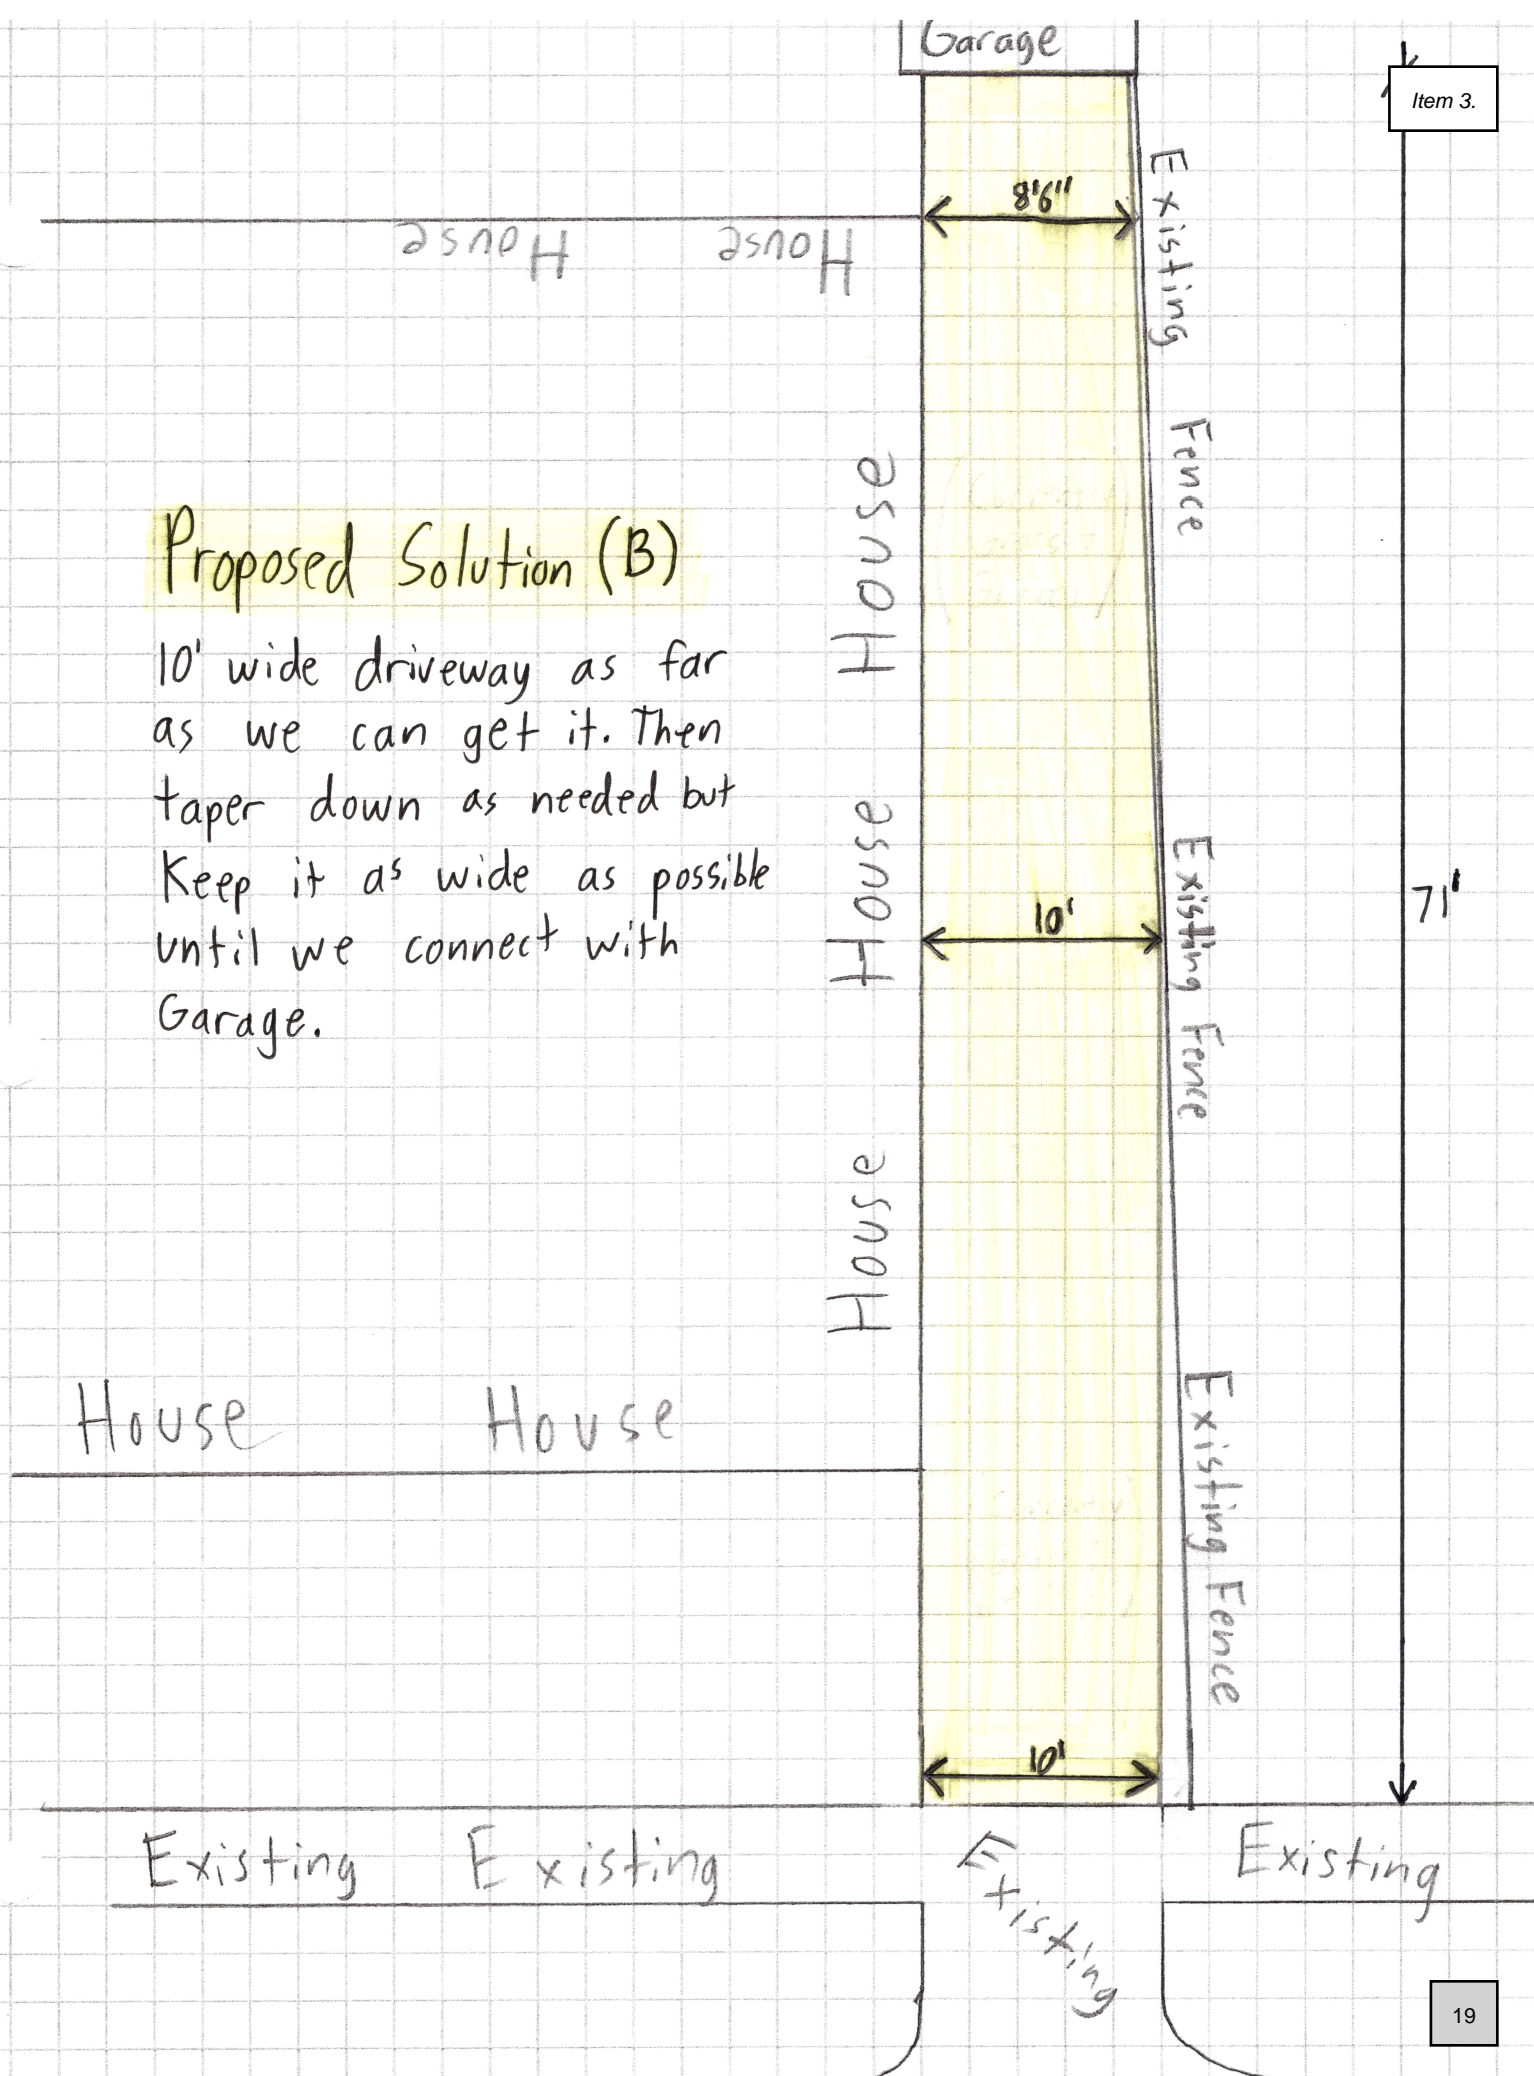 Garage
Item 3.
8'6"
Existing
House
House
Fence
House
Proposed Solution (B)
10' wide driveway as far
as we can get it. Then
taper down as needed but
Keep it as wide as possible
until we connect with
Garage.
House
Existing Fence
71'
10'
House
House
House
Existing Fence
10'
Existing
Existing
Existing
Existing
19